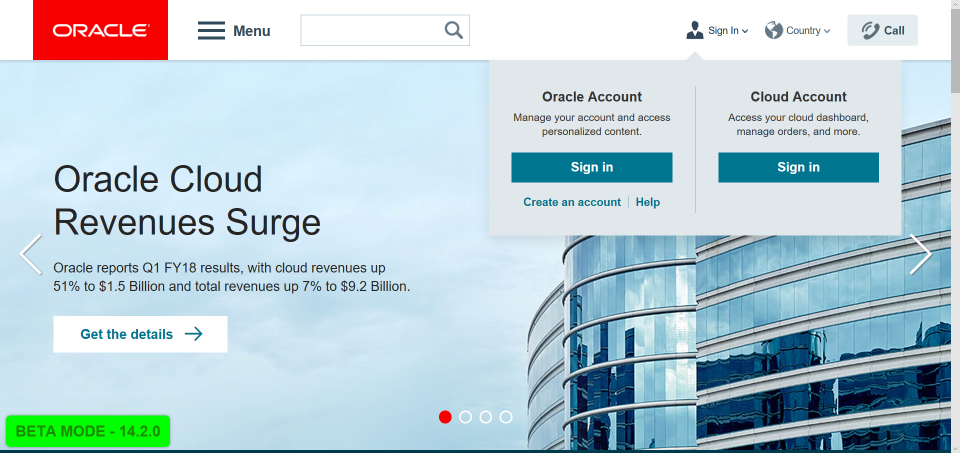 ORACLE
Menu
Sign In
Country
Call
Oracle Account
Manage your account and access
personalized content.
Sign in
Create an account
Help
Cloud Account
Access your cloud dashboard,
manage orders, and more.
Sign in
Oracle Cloud
Revenues Surge
Oracle reports Q1 FY18 results, with cloud revenues up
51% to $1.5 Billion and total revenues up 7% to $9.2 Billion.
Get the details
BETA MODE - 14.2.0